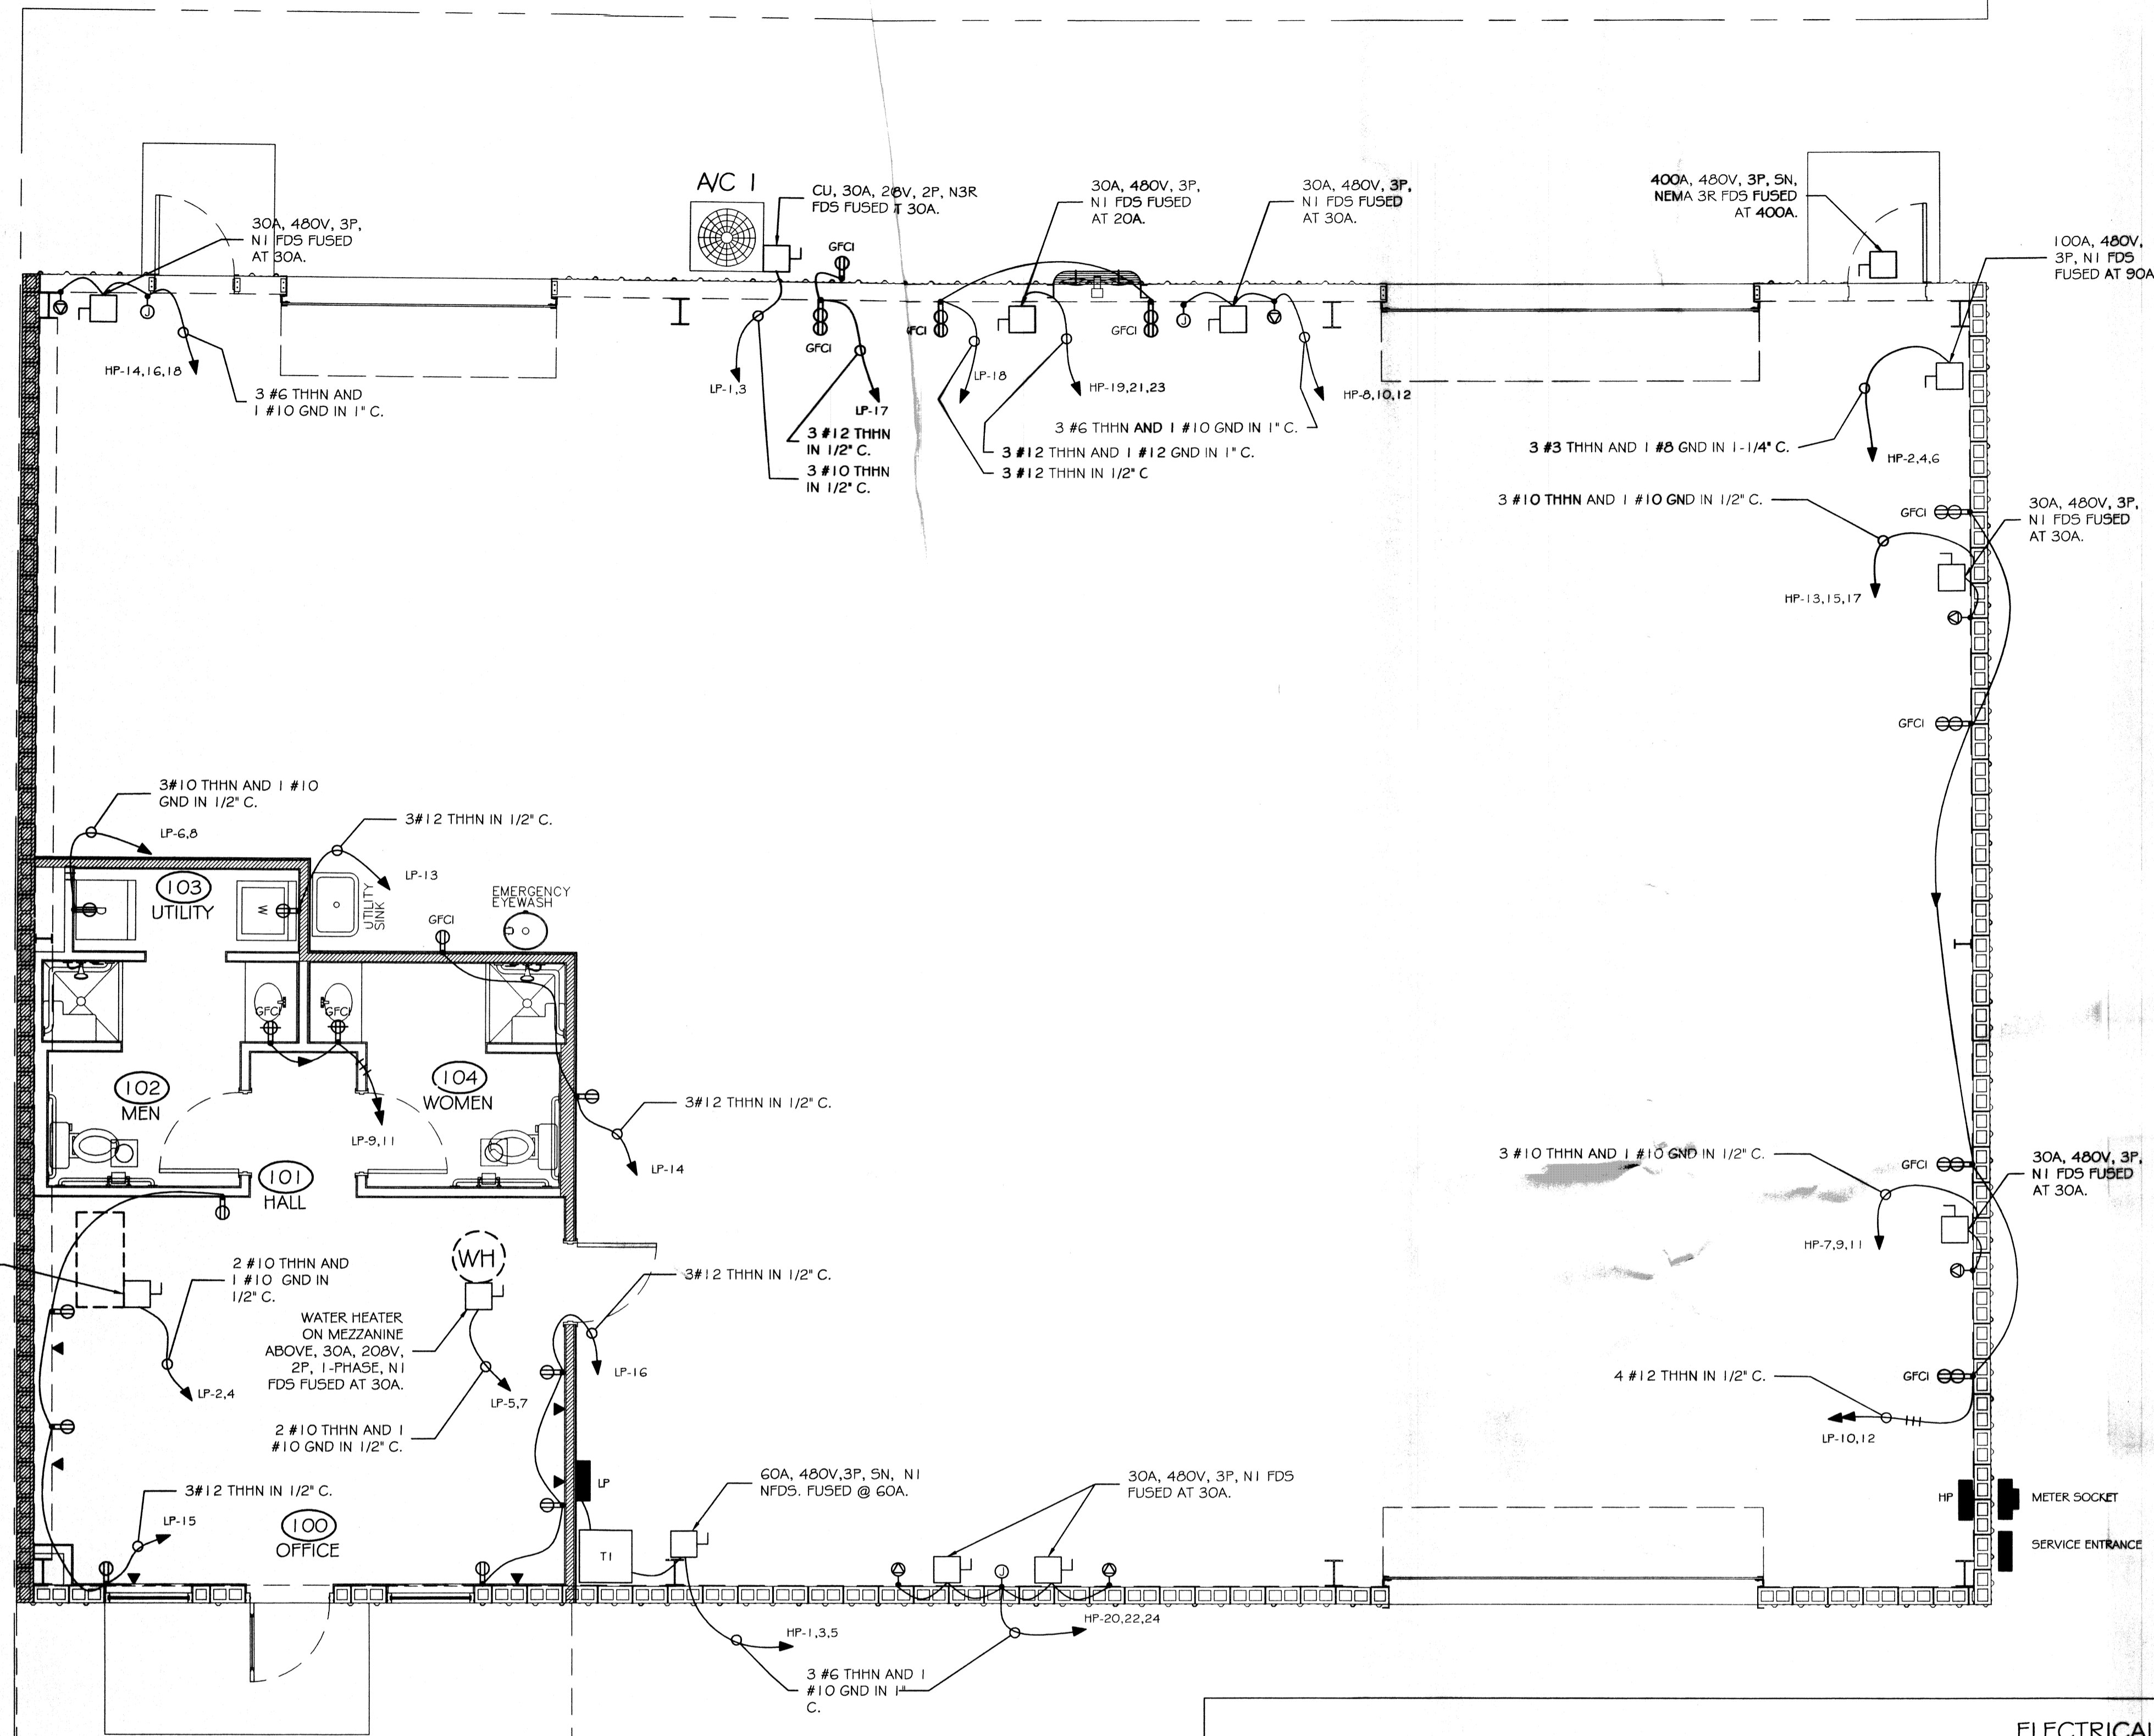 A/C 1
CU, 30A, 208V, 2P, N3R
FDS FUSED AT 30A.
30A, 480V, 3P,
N1 FDS FUSED
AT 20A.
30A, 480V, 3P,
N1 FDS FUSED
AT 30A.
400A, 480V, 3P, SN,
NEMA 3R FDS FUSED
AT 400A.
30A, 480V, 3P,
N1 FDS FUSED
AT 30A.
100A, 480V,
3P, N1 FDS
FUSED AT 90A
GFCI
J
HP-14,16,18
3 #6 THHN AND
1 #10 GND IN 1" C.
GFCI
GFCI
GFCI
J
LP-1,3
LP-17
LP-18
HP-19,21,23
HP-8,10,12
3 #12 THHN
IN 1/2" C.
3 #10 THHN
IN 1/2" C.
3 #6 THHN AND 1 #10 GND IN 1" C.
3 #12 THHN AND 1 #12 GND IN 1" C.
3 #12 THHN IN 1/2" C
3 #3 THHN AND 1 #8 GND IN 1-1/4" C.
HP-2,4,6
3 #10 THHN AND 1 #10 GND IN 1/2" C.
GFCI
30A, 480V, 3P,
N1 FDS FUSED
AT 30A.
HP-13,15,17
GFCI
3#10 THHN AND 1 #10
GND IN 1/2" C.
LP-6,8
3#12 THHN IN 1/2" C.
LP-13
103
UTILITY
D
W
UTILITY
SINK
EMERGENCY
EYEWASH
GFCI
GFCI
GFCI
102
MEN
104
WOMEN
LP-9,11
3#12 THHN IN 1/2" C.
LP-14
101
HALL
3 #10 THHN AND 1 #10 GND IN 1/2" C.
GFCI
30A, 480V, 3P,
N1 FDS FUSED
AT 30A.
HP-7,9,11
2 #10 THHN AND
1 #10 GND IN
1/2" C.
LP-2,4
WH
WATER HEATER
ON MEZZANINE
ABOVE, 30A, 208V,
2P, 1-PHASE, N1
FDS FUSED AT 30A.
LP-5,7
2 #10 THHN AND 1
#10 GND IN 1/2" C.
3#12 THHN IN 1/2" C.
LP-16
4 #12 THHN IN 1/2" C.
GFCI
LP-10,12
3#12 THHN IN 1/2" C.
LP-15
100
OFFICE
LP
T1
60A, 480V,3P, SN, N1
NFDS. FUSED @ 60A.
30A, 480V, 3P, N1 FDS
FUSED AT 30A.
J
HP
METER SOCKET
SERVICE ENTRANCE
HP-1,3,5
HP-20,22,24
3 #6 THHN AND 1
#10 GND IN 1"
C.
ELECTRICAL